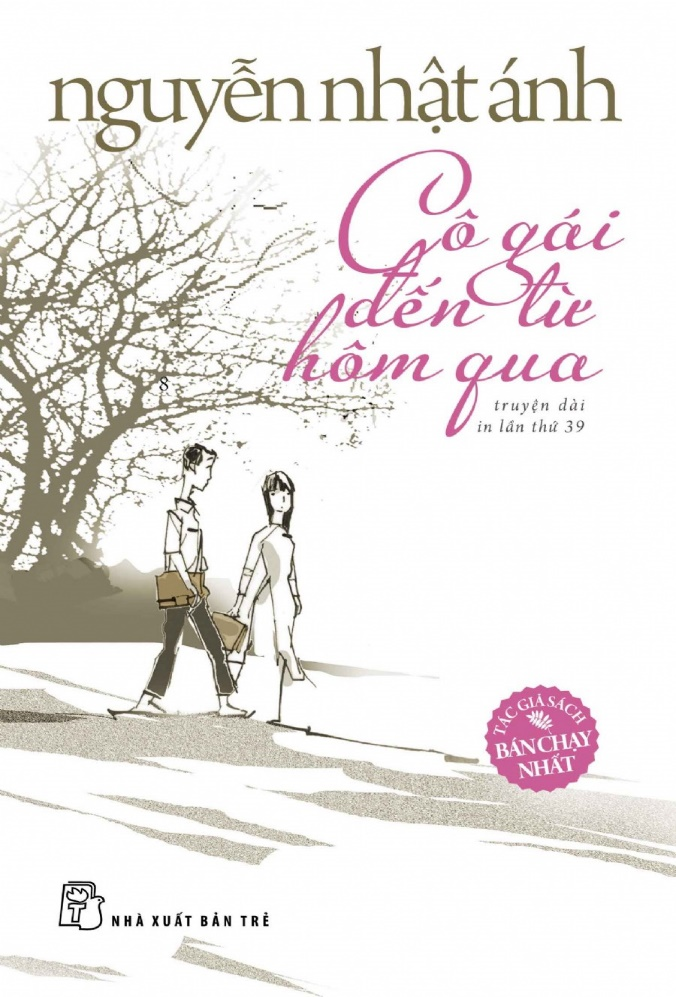 nguyễn nhật ánh
Cô gái
đến từ
hôm qua
truyện dài
in lần thứ 39
8
TÁC GIẢ SÁCH
BÁN CHẠY
NHẤT
T
NHÀ XUẤT BẢN TRẺ